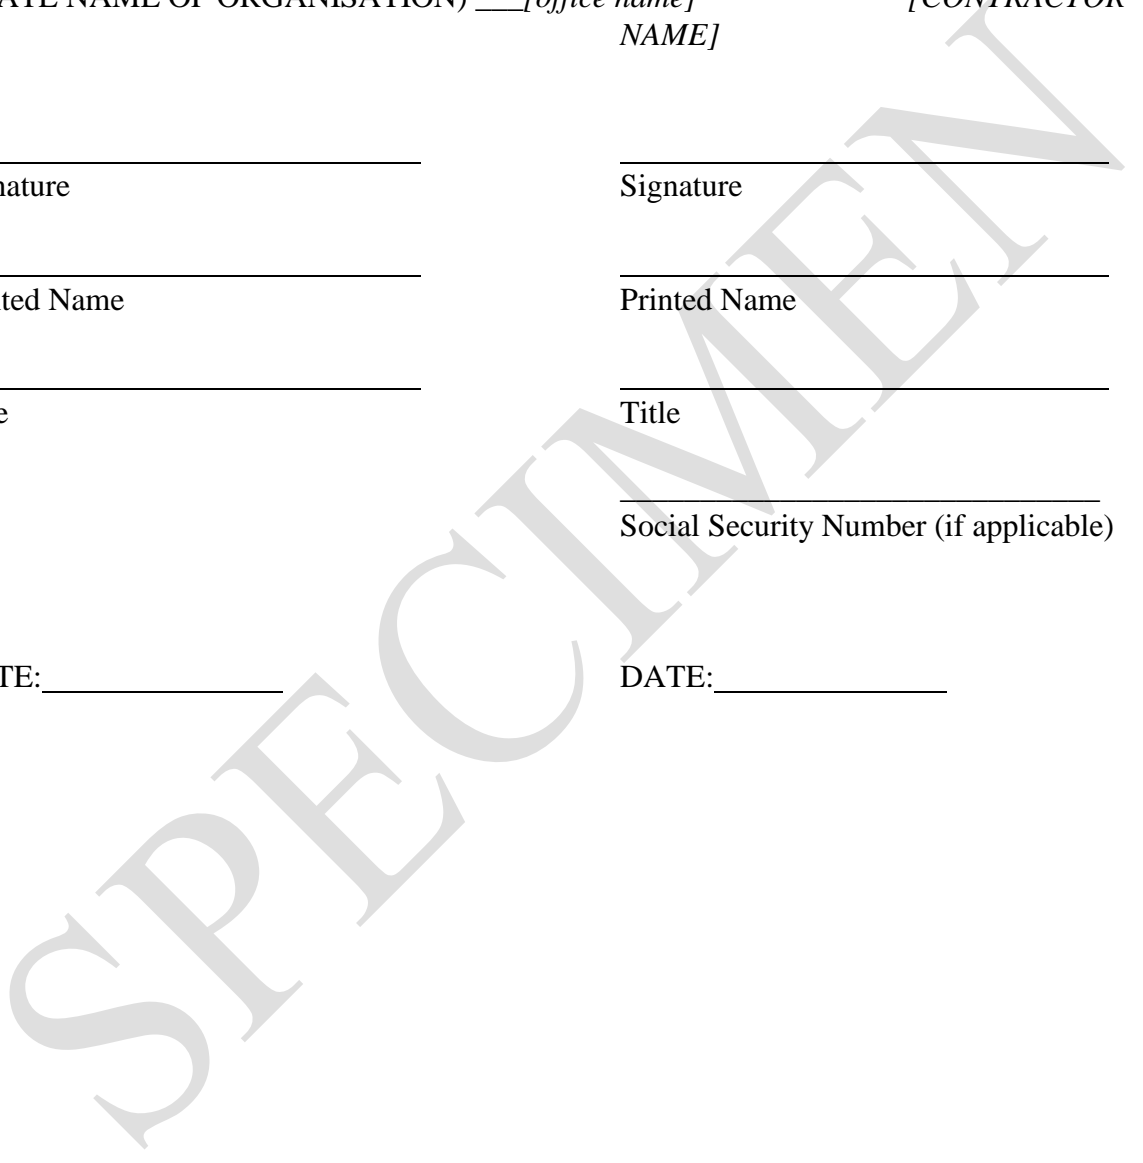 ATE NAME OF ORGANISATION) ___[office name] [CONTRACTOR
NAME]
nature Signature
ted Name Printed Name
e Title
Social Security Number (if applicable)
TE: DATE:
SPECIMEN